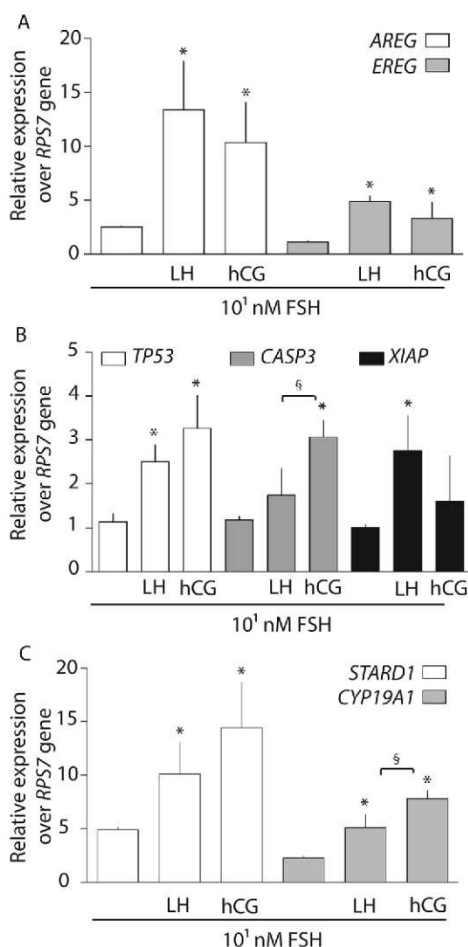 A
Relative expression
over RPS7 gene
20
15
10
5
0
AREG
EREG
*
*
*
*
LH
hCG
LH
hCG
10¹ nM FSH
B
Relative expression
over RPS7 gene
5
4
3
2
1
0
TP53
CASP3
XIAP
*
*
§
*
*
LH
hCG
LH
hCG
LH
hCG
10¹ nM FSH
C
Relative expression
over RPS7 gene
20
15
10
5
0
STARD1
CYP19A1
*
*
*
§
*
LH
hCG
LH
hCG
10¹ nM FSH